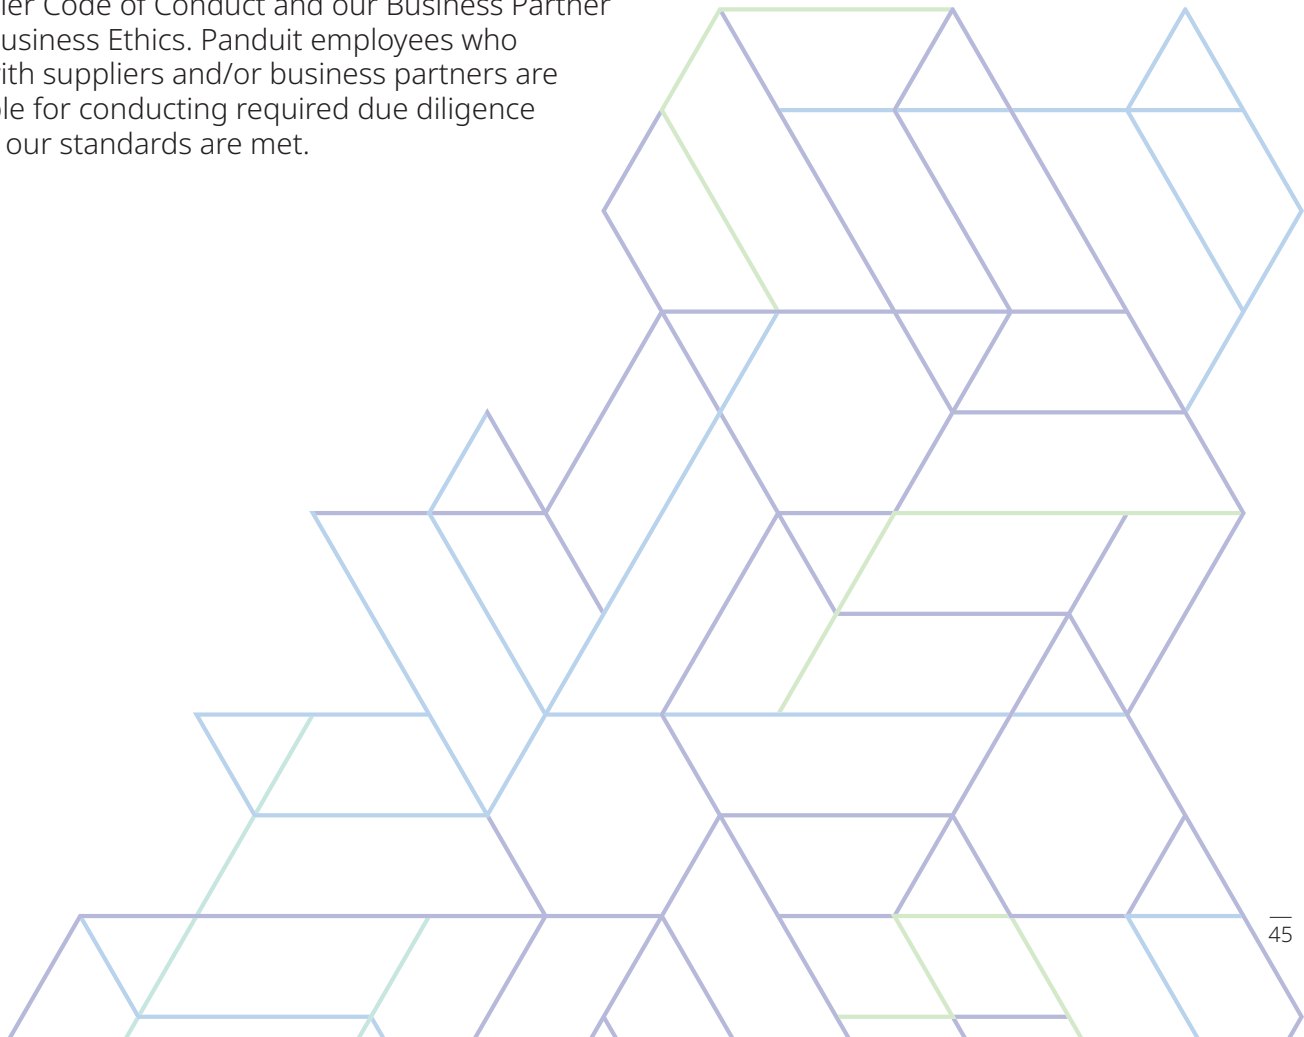 ier Code of Conduct and our Business Partner
usiness Ethics. Panduit employees who
ith suppliers and/or business partners are
le for conducting required due diligence
our standards are met.
45